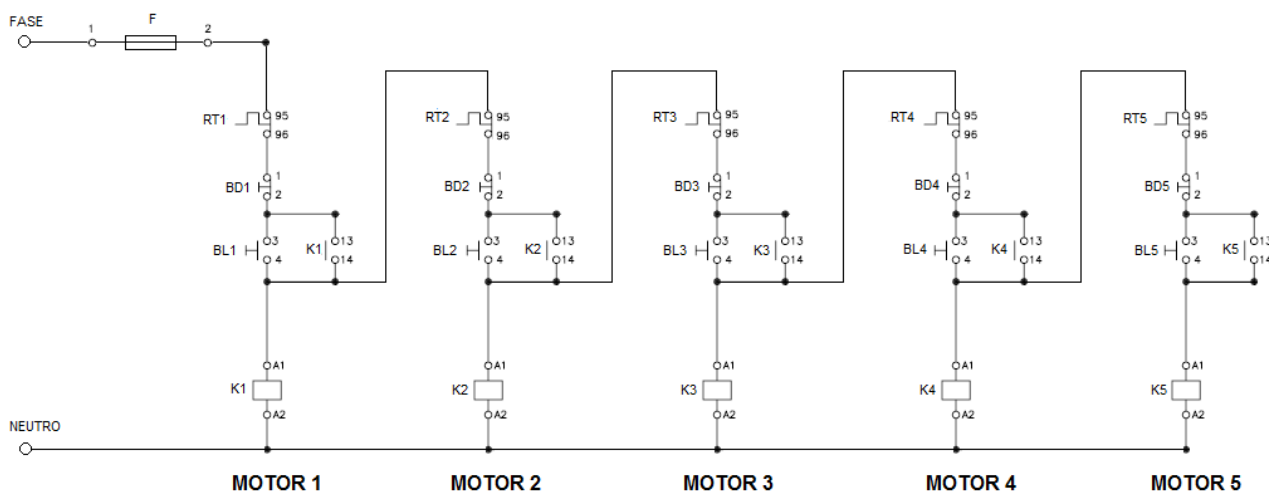 FASE 1 F 2
RT1 95 RT2 95 RT3 95 RT4 95 RT5 95
96 96 96 96 96
BD1 1 BD2 1 BD3 1 BD4 1 BD5 1
2 2 2 2 2
BL1 3 K1 13 BL2 3 K2 13 BL3 3 K3 13 BL4 3 K4 13 BL5 3 K5 13
4 14 4 14 4 14 4 14 4 14
A1 A1 A1 A1 A1
K1 K2 K3 K4 K5
A2 A2 A2 A2 A2
NEUTRO
MOTOR 1 MOTOR 2 MOTOR 3 MOTOR 4 MOTOR 5